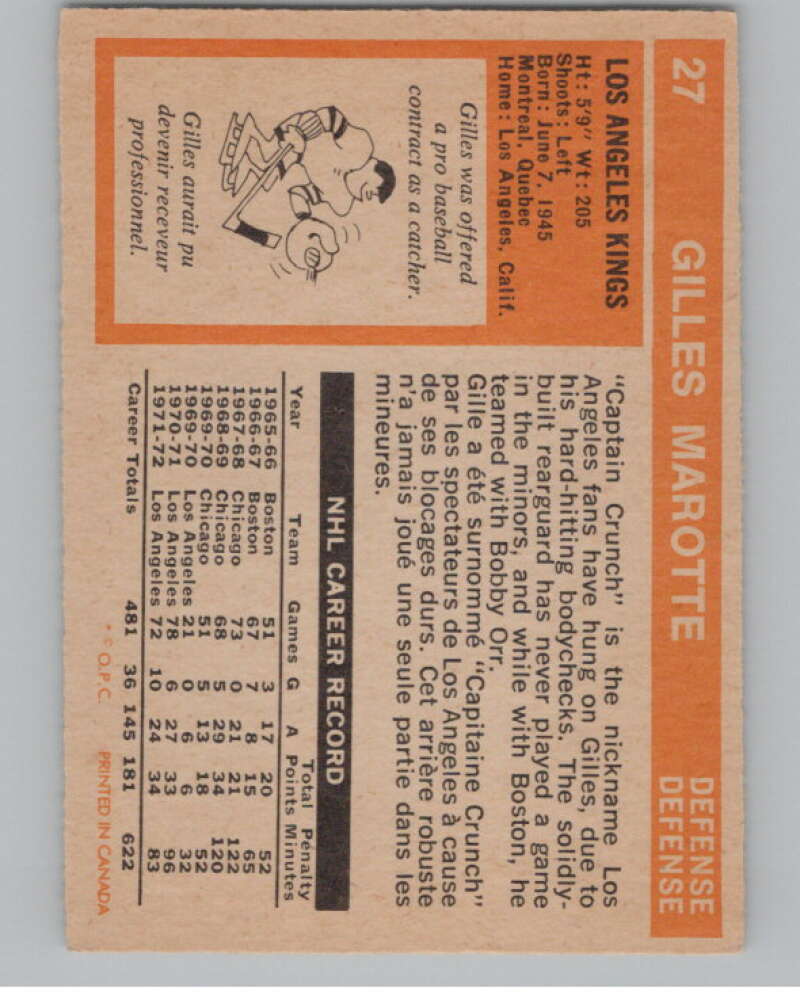 27 GILLES MAROTTE DEFENSE
DEFENSE
LOS ANGELES KINGS
Ht: 5'9" Wt: 205
Shoots: Left
Born: June 7, 1945
Montreal, Quebec
Home: Los Angeles, Calif.
Gilles was offered
a pro baseball
contract as a catcher.
Gilles aurait pu
devenir receveur
professionnel.
"Captain Crunch" is the nickname Los
Angeles fans have hung on Gilles, due to
his hard-hitting bodychecks. The solidly-
built rearguard has never played a game
in the minors, and while with Boston, he
teamed with Bobby Orr.
Gille a été surnommé "Capitaine Crunch"
par les spectateurs de Los Angeles à cause
de ses blocages durs. Cet arrière robuste
n'a jamais joué une seule partie dans les
mineures.
NHL CAREER RECORD
Total Penalty
Year Team Games G A Points Minutes
1965-66 Boston 51 3 17 20 52
1966-67 Boston 67 7 8 15 65
1967-68 Chicago 73 0 21 21 122
1968-69 Chicago 68 5 29 34 120
1969-70 Chicago 51 5 13 18 52
1969-70 Los Angeles 21 0 6 6 32
1970-71 Los Angeles 78 6 27 33 96
1971-72 Los Angeles 72 10 24 34 83
Career Totals 481 36 145 181 622
* © O.P.C. PRINTED IN CANADA